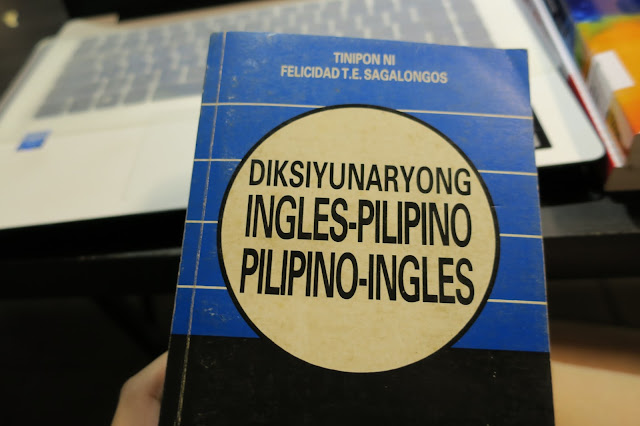 TINIPON NI
FELICIDAD T.E. SAGALONGOS
DIKSIYUNARYONG
INGLES-PILIPINO
PILIPINO-INGLES